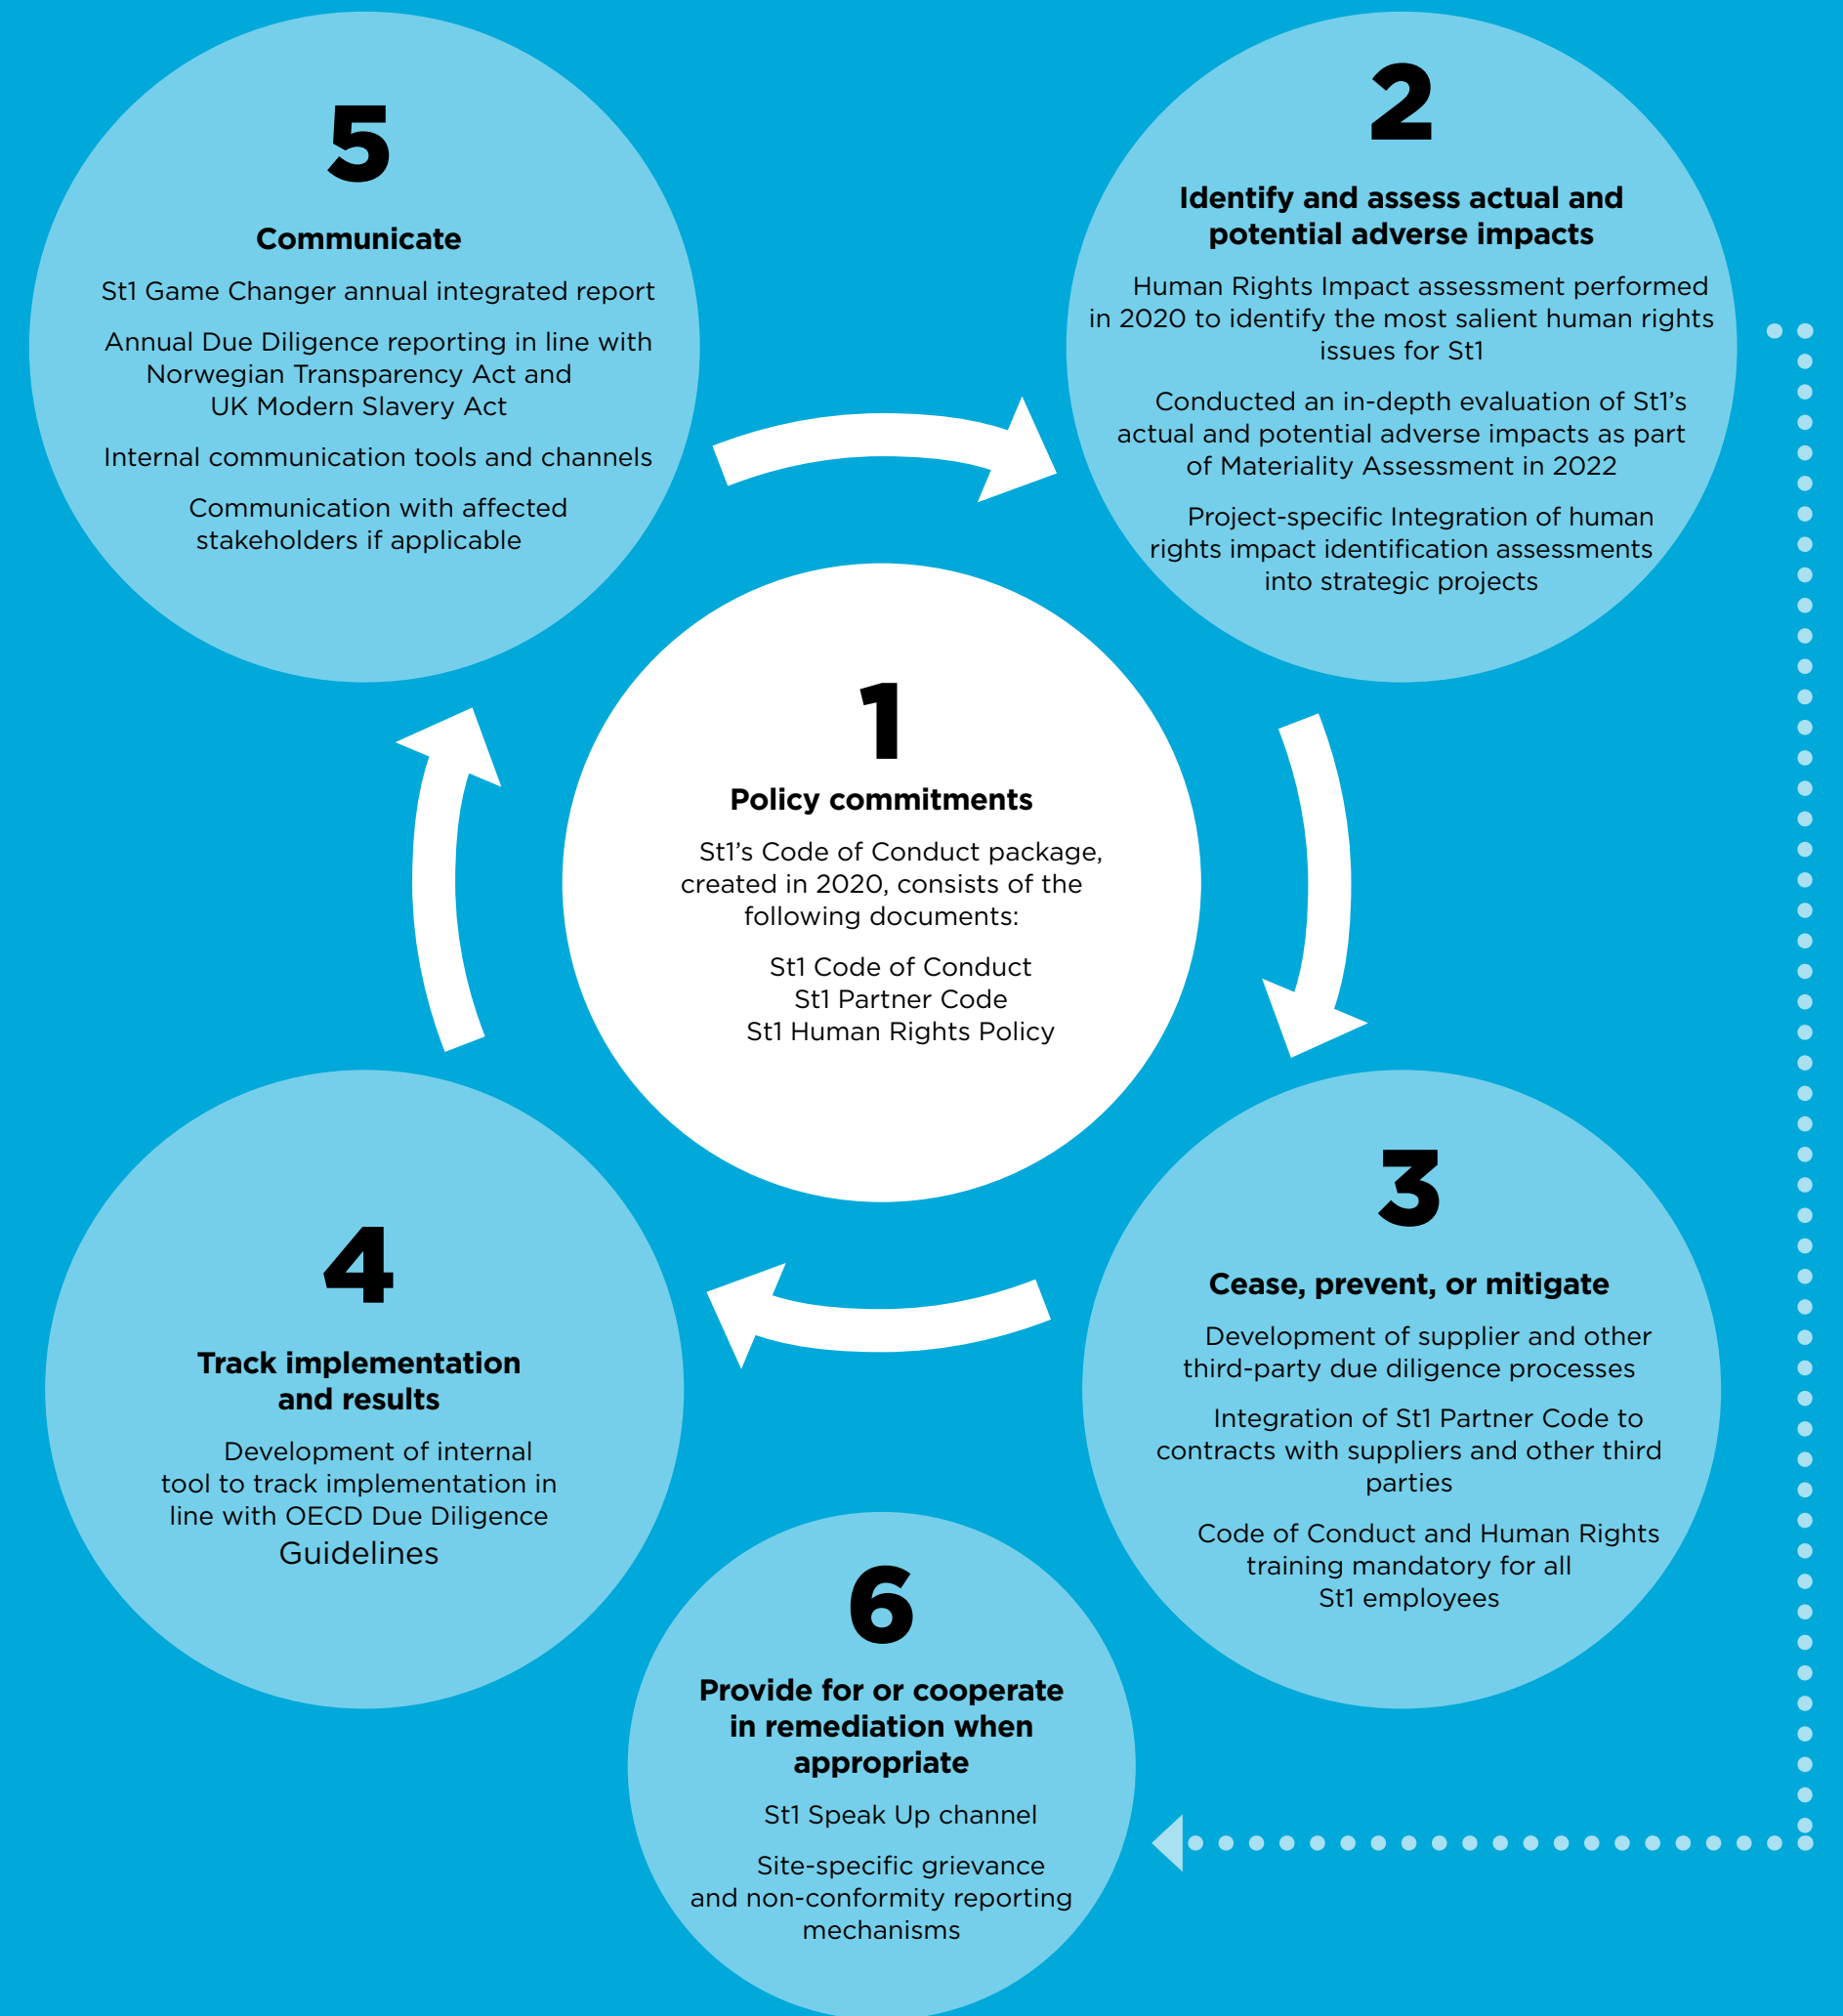 5
Communicate
St1 Game Changer annual integrated report
Annual Due Diligence reporting in line with
Norwegian Transparency Act and
UK Modern Slavery Act
Internal communication tools and channels
Communication with affected
stakeholders if applicable
2
Identify and assess actual and
potential adverse impacts
Human Rights Impact assessment performed
in 2020 to identify the most salient human rights
issues for St1
Conducted an in-depth evaluation of St1’s
actual and potential adverse impacts as part
of Materiality Assessment in 2022
Project-specific Integration of human
rights impact identification assessments
into strategic projects
1
Policy commitments
St1’s Code of Conduct package,
created in 2020, consists of the
following documents:
St1 Code of Conduct
St1 Partner Code
St1 Human Rights Policy
4
Track implementation
and results
Development of internal
tool to track implementation in
line with OECD Due Diligence
Guidelines
3
Cease, prevent, or mitigate
Development of supplier and other
third-party due diligence processes
Integration of St1 Partner Code to
contracts with suppliers and other third
parties
Code of Conduct and Human Rights
training mandatory for all
St1 employees
6
Provide for or cooperate
in remediation when
appropriate
St1 Speak Up channel
Site-specific grievance
and non-conformity reporting
mechanisms